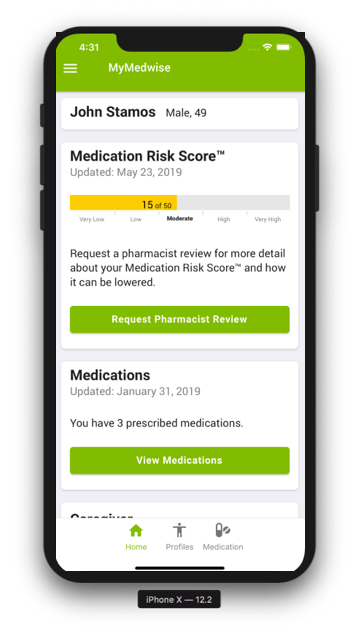 4:31
MyMedwise
John Stamos Male, 49
Medication Risk Score™
Updated: May 23, 2019
15 of 50
Very Low Low Moderate High Very High
Request a pharmacist review for more detail
about your Medication Risk Score™ and how
it can be lowered.
Request Pharmacist Review
Medications
Updated: January 31, 2019
You have 3 prescribed medications.
View Medications
Caregiver
Home Profiles Medication
iPhone X — 12.2